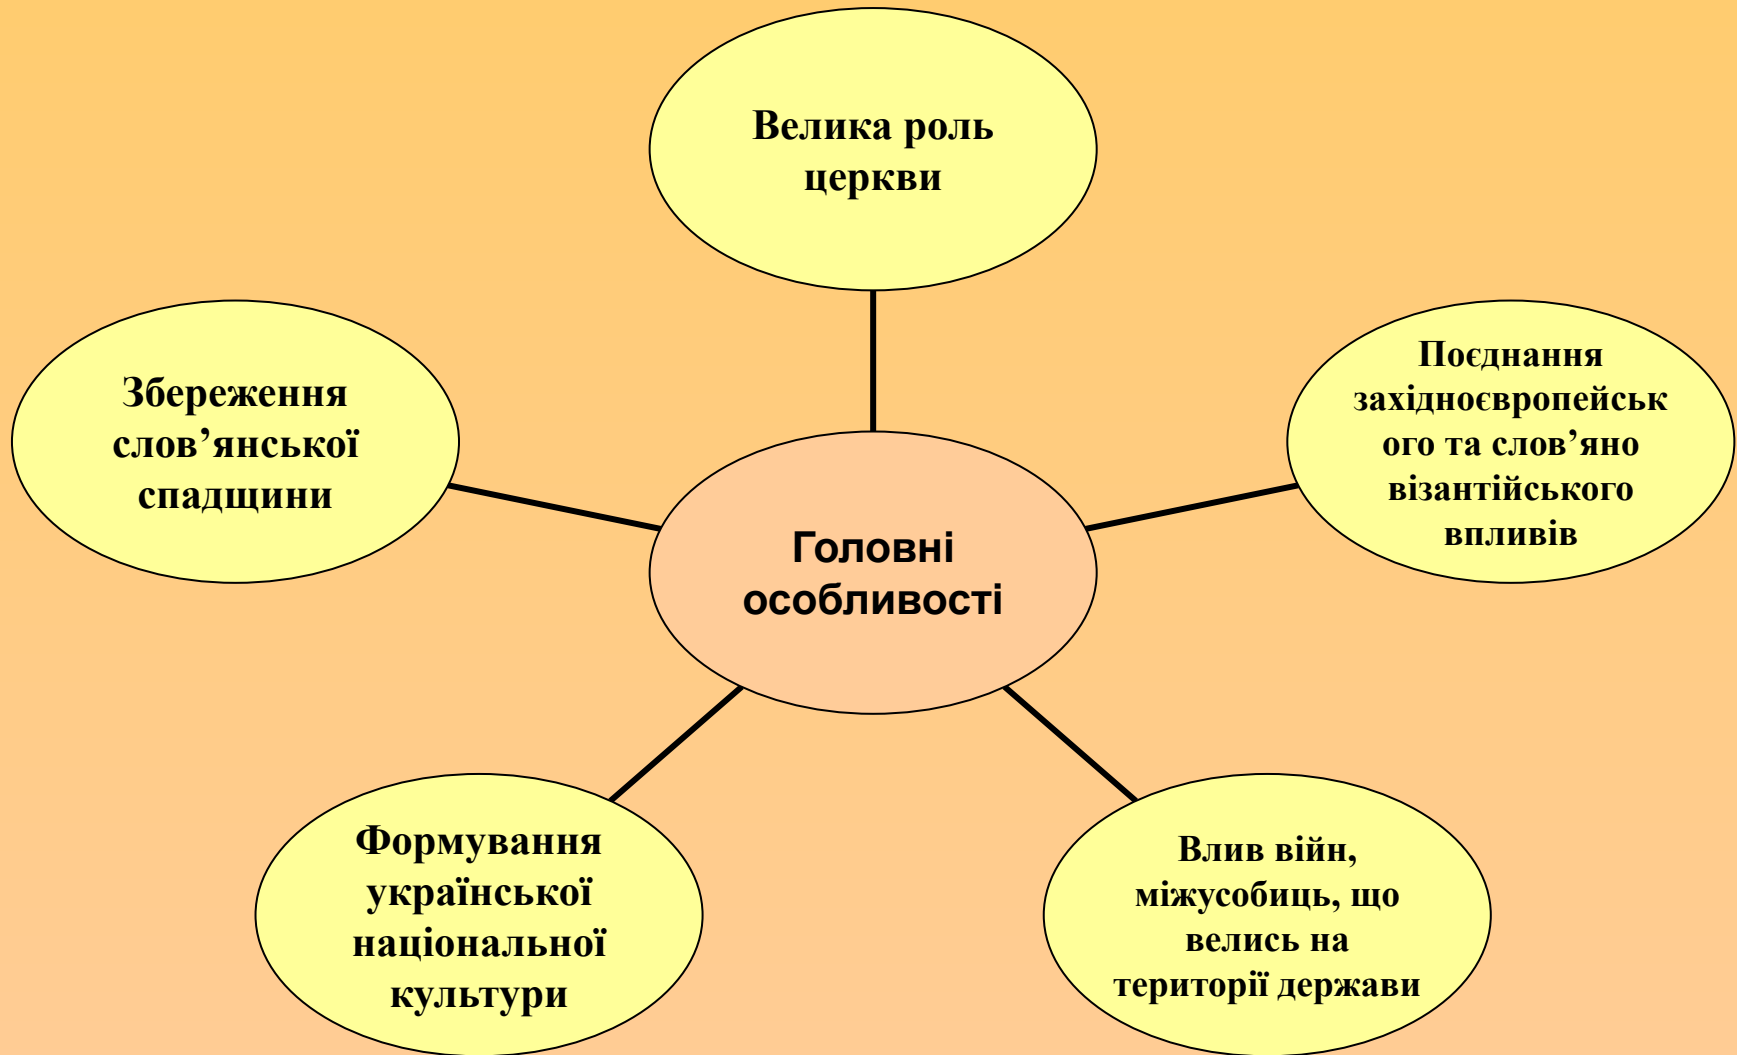 Велика роль
церкви
Збереження
слов’янської
спадщини
Поєднання
західноєвропейськ
ого та слов’яно
візантійського
впливів
Головні
особливості
Формування
української
національної
культури
Влив війн,
міжусобиць, що
велись на
території держави